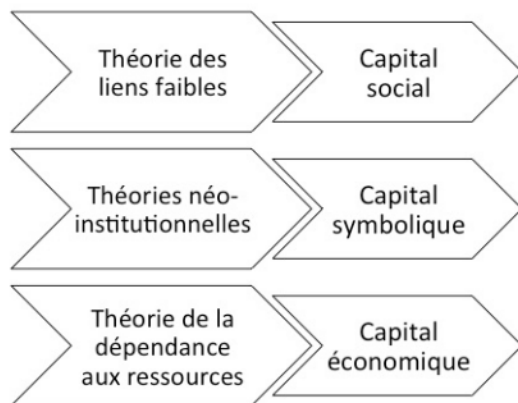 Théorie des
liens faibles
Capital
social
Théories néo-
institutionnelles
Capital
symbolique
Théorie de la
dépendance
aux ressources
Capital
économique